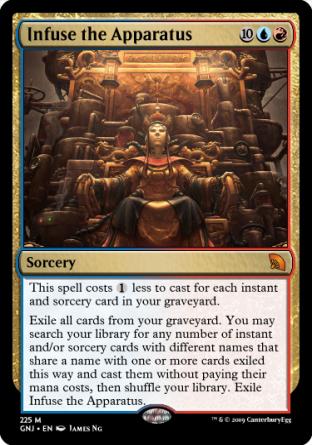 Infuse the Apparatus 10
Sorcery
This spell costs 1 less to cast for each instant
and sorcery card in your graveyard.
Exile all cards from your graveyard. You may
search your library for any number of instant
and/or sorcery cards with different names that
share a name with one or more cards exiled
this way and cast them without paying their
mana costs, then shuffle your library. Exile
Infuse the Apparatus.
225 M
GNJ • EN James Ng
™ & © 2019 CanterburyEgg